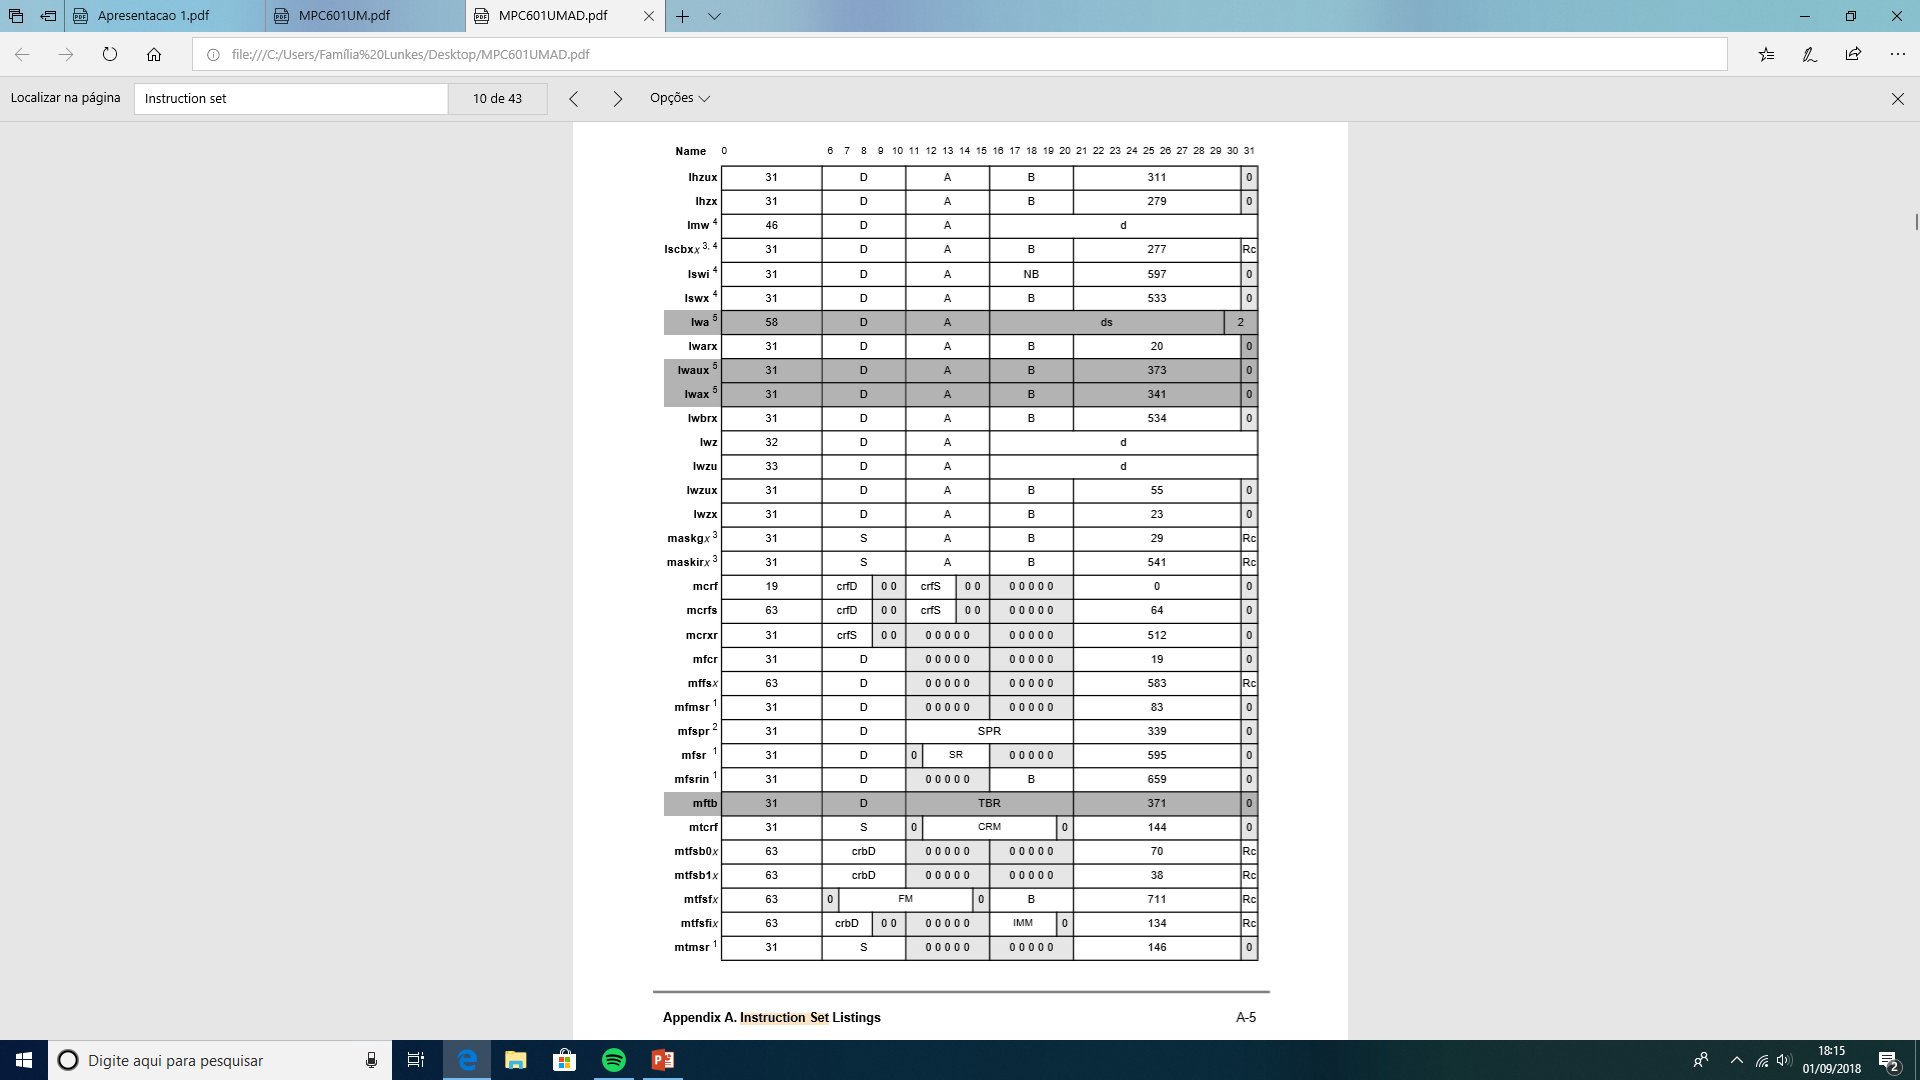 Apresentacao 1.pdf MPC601UM.pdf MPC601UMAD.pdf
file:///C:/Users/Família%20Lunkes/Desktop/MPC601UMAD.pdf
Localizar na página Instruction set 10 de 43 Opções
Name 0 6 7 8 9 10 11 12 13 14 15 16 17 18 19 20 21 22 23 24 25 26 27 28 29 30 31
lhzux 31 D A B 311 0
lhzx 31 D A B 279 0
lmw 4 46 D A d
lscbxx 3, 4 31 D A B 277 Rc
lswi 4 31 D A NB 597 0
lswx 4 31 D A B 533 0
lwa 5 58 D A ds 2
lwarx 31 D A B 20 0
lwaux 5 31 D A B 373 0
lwax 5 31 D A B 341 0
lwbrx 31 D A B 534 0
lwz 32 D A d
lwzu 33 D A d
lwzux 31 D A B 55 0
lwzx 31 D A B 23 0
maskgx 3 31 S A B 29 Rc
maskirx 3 31 S A B 541 Rc
mcrf 19 crfD 0 0 crfS 0 0 0 0 0 0 0 0 0
mcrfs 63 crfD 0 0 crfS 0 0 0 0 0 0 0 64 0
mcrxr 31 crfS 0 0 0 0 0 0 0 0 0 0 0 0 512 0
mfcr 31 D 0 0 0 0 0 0 0 0 0 0 19 0
mffsx 63 D 0 0 0 0 0 0 0 0 0 0 583 Rc
mfmsr 1 31 D 0 0 0 0 0 0 0 0 0 0 83 0
mfspr 2 31 D SPR 339 0
mfsr 1 31 D 0 SR 0 0 0 0 0 595 0
mfsrin 1 31 D 0 0 0 0 0 B 659 0
mftb 31 D TBR 371 0
mtcrf 31 S 0 CRM 0 144 0
mtfsb0x 63 crbD 0 0 0 0 0 0 0 0 0 0 70 Rc
mtfsb1x 63 crbD 0 0 0 0 0 0 0 0 0 0 38 Rc
mtfsfx 63 0 FM 0 B 711 Rc
mtfsfix 63 crbD 0 0 0 0 0 0 0 IMM 0 134 Rc
mtmsr 1 31 S 0 0 0 0 0 0 0 0 0 0 146 0
Appendix A. Instruction Set Listings A-5
Digite aqui para pesquisar
18:15
01/09/2018
2